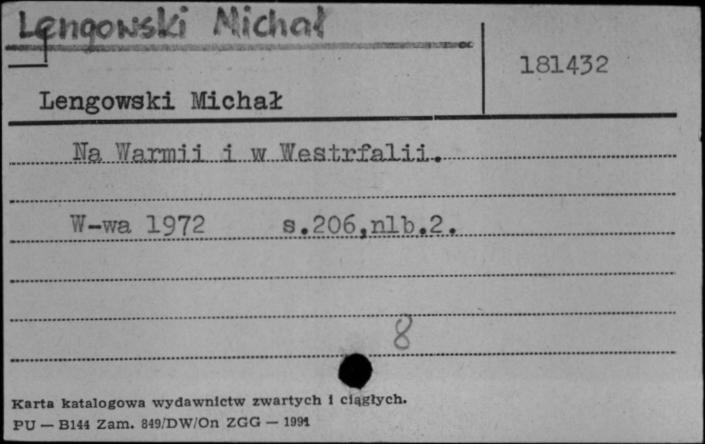 Lengowski Michał
181432
Lengowski Michał
Na Warmii i w Westrfalii.
W-wa 1972 s.206,nlb.2.
8
Karta katalogowa wydawnictw zwartych i ciągłych.
PU — B144 Zam. 849/DW/On ZGG — 1991